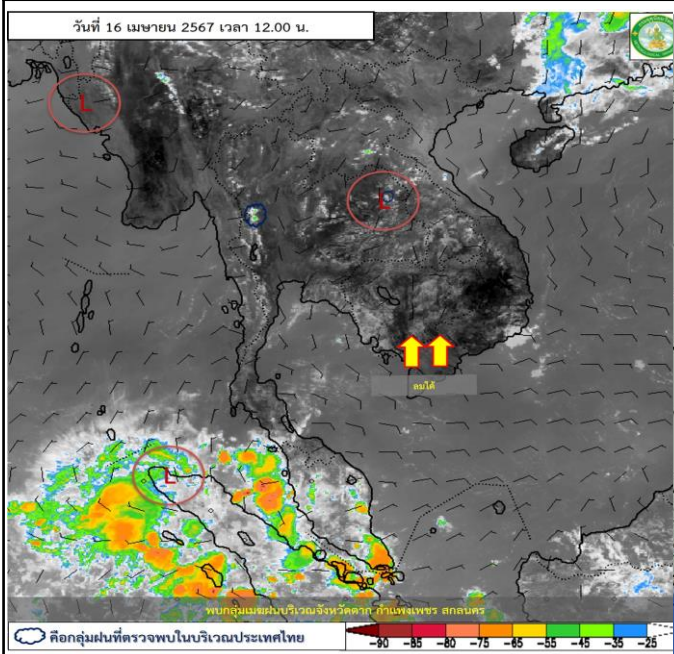 วันที่ 16 เมษายน 2567 เวลา 12.00 น.
L
L
ลมใต้
L
พบกลุ่มเมฆฝนบริเวณจังหวัดตาก กำแพงเพชร สกลนคร
คือกลุ่มฝนที่ตรวจพบในบริเวณประเทศไทย
-90 -85 -80 -75 -65 -45 -35 -25